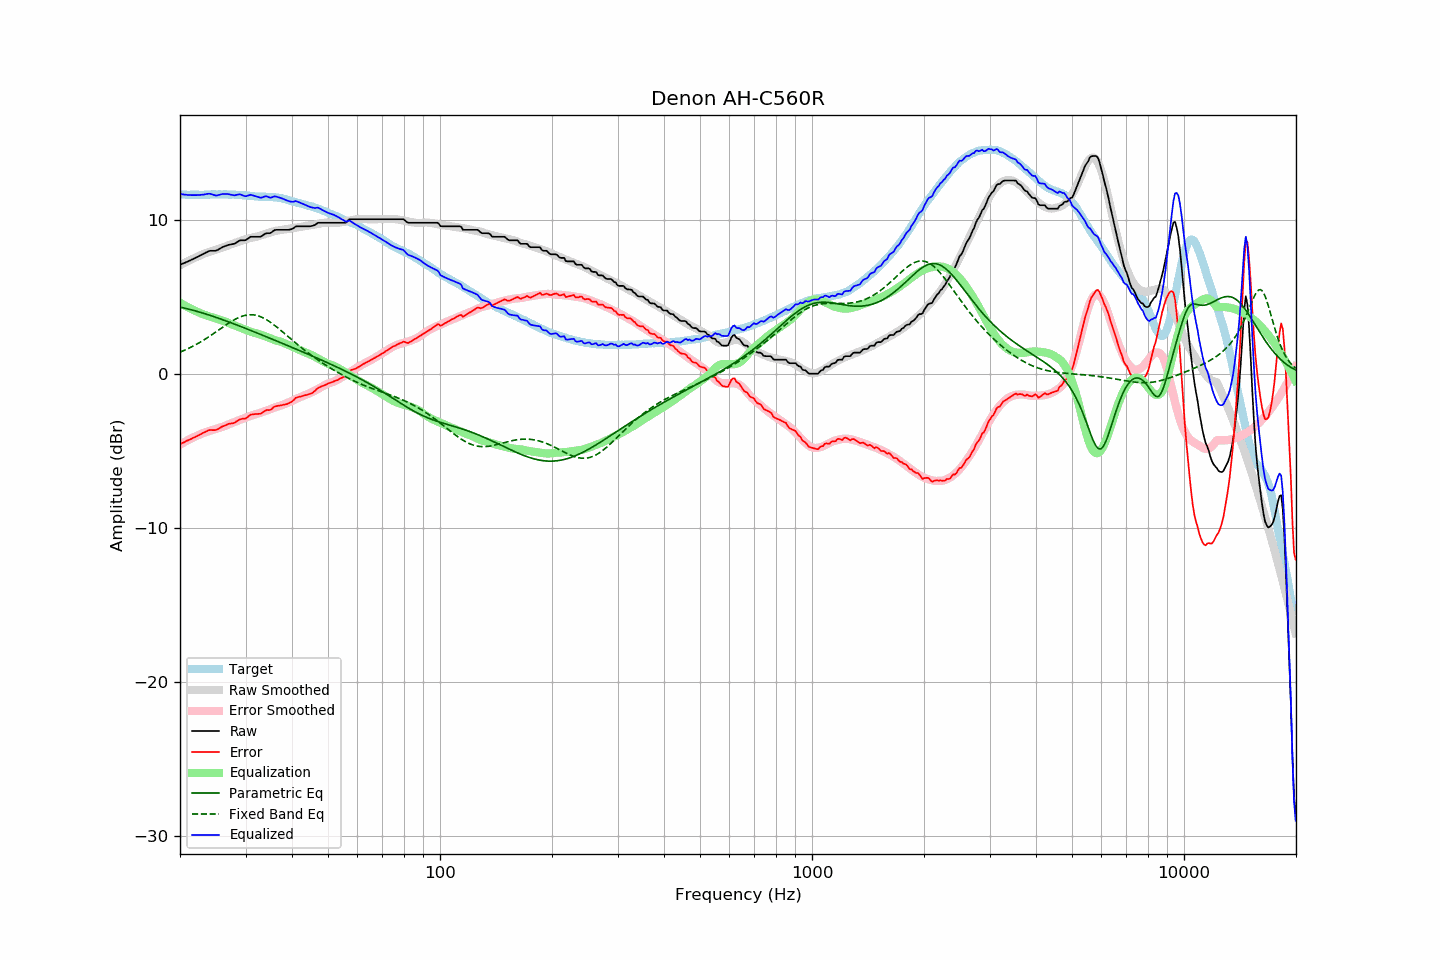 Denon AH-C560R
Amplitude (dBr)
10
0
−10
−20
−30
Target
Raw Smoothed
Error Smoothed
Raw
Error
Equalization
Parametric Eq
Fixed Band Eq
Equalized
100
1000
10000
Frequency (Hz)